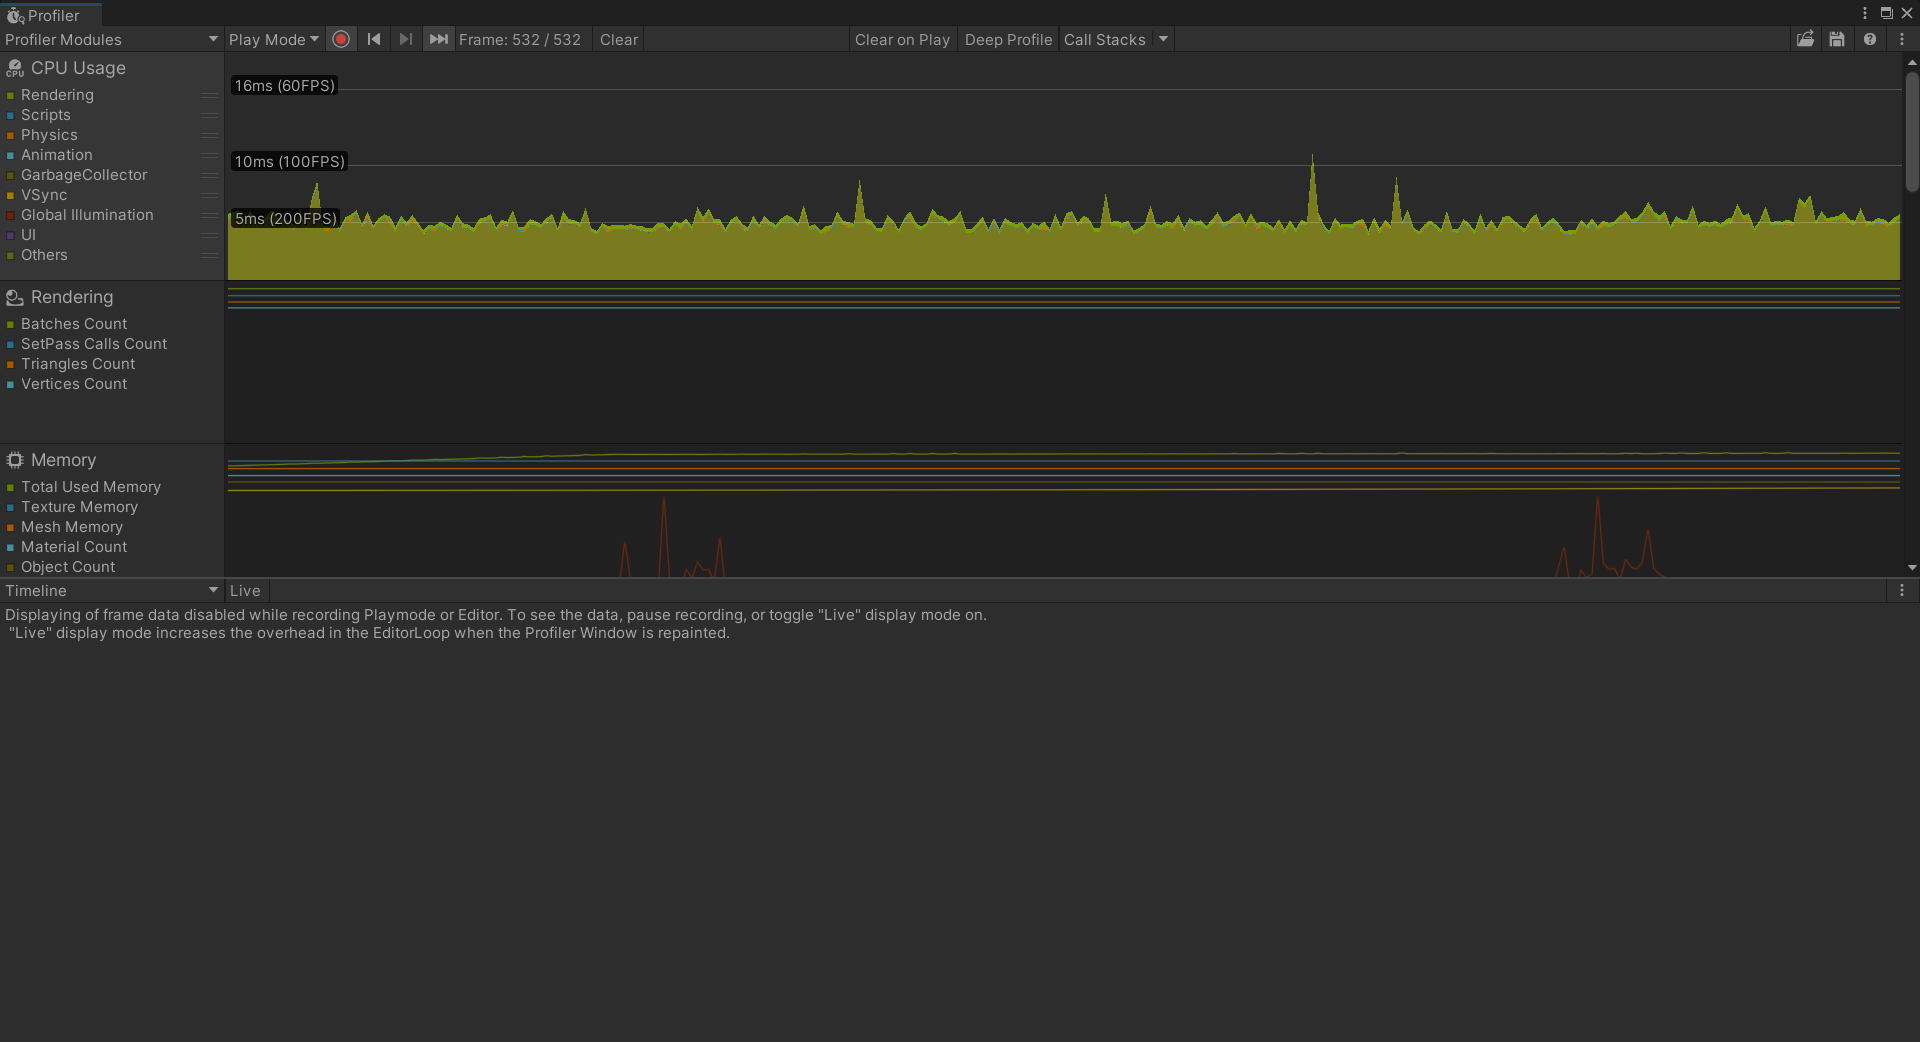 Profiler
Profiler Modules
Play Mode
Frame: 532 / 532
Clear
Clear on Play
Deep Profile
Call Stacks
CPU
CPU Usage
Rendering
Scripts
Physics
Animation
GarbageCollector
VSync
Global Illumination
UI
Others
16ms (60FPS)
10ms (100FPS)
5ms (200FPS)
Rendering
Batches Count
SetPass Calls Count
Triangles Count
Vertices Count
Memory
Total Used Memory
Texture Memory
Mesh Memory
Material Count
Object Count
Timeline
Live
Displaying of frame data disabled while recording Playmode or Editor. To see the data, pause recording, or toggle "Live" display mode on.
"Live" display mode increases the overhead in the EditorLoop when the Profiler Window is repainted.